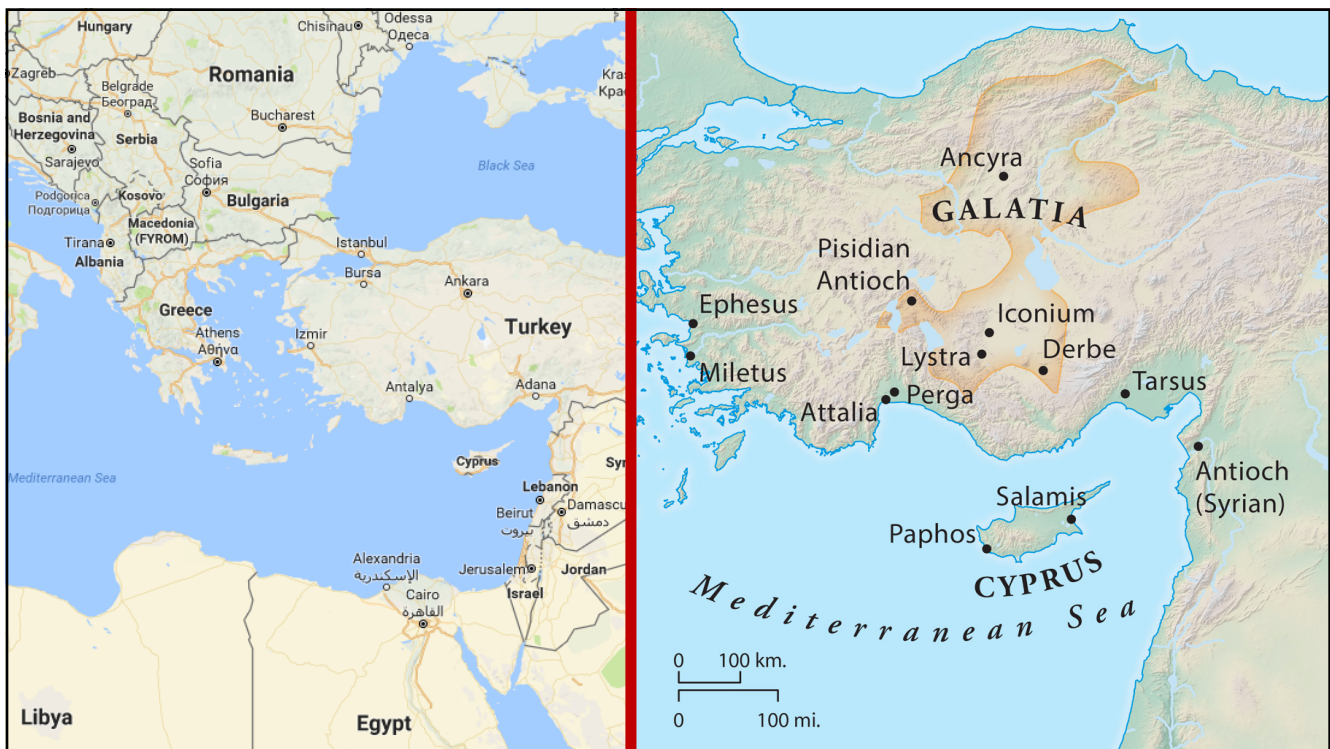 Hungary
Chisinau
Odessa
Одеса
Zagreb
Romania
Kras
Кра
Belgrade
Београд
Bosnia and
Herzegovina
Bucharest
Serbia
Sarajevo
Sofia
София
Black Sea
Podgorica
Подгорица
Kosovo
Bulgaria
Macedonia
(FYROM)
Tirana
Albania
Istanbul
Bursa
Ankara
Greece
Turkey
Athens
Αθήνα
Izmir
Antalya
Adana
Cyprus
Syr
Mediterranean Sea
Lebanon
Beirut
بيروت
Damascu
دمشق
Alexandria
الإسكندرية
Jerusalem
Jordan
Israel
Cairo
القاهرة
Libya
Egypt
Ancyra
GALATIA
Pisidian
Antioch
Ephesus
Iconium
Lystra
Derbe
Miletus
Tarsus
Perga
Attalia
Antioch
(Syrian)
Salamis
Paphos
CYPRUS
Mediterranean Sea
0 100 km.
0 100 mi.